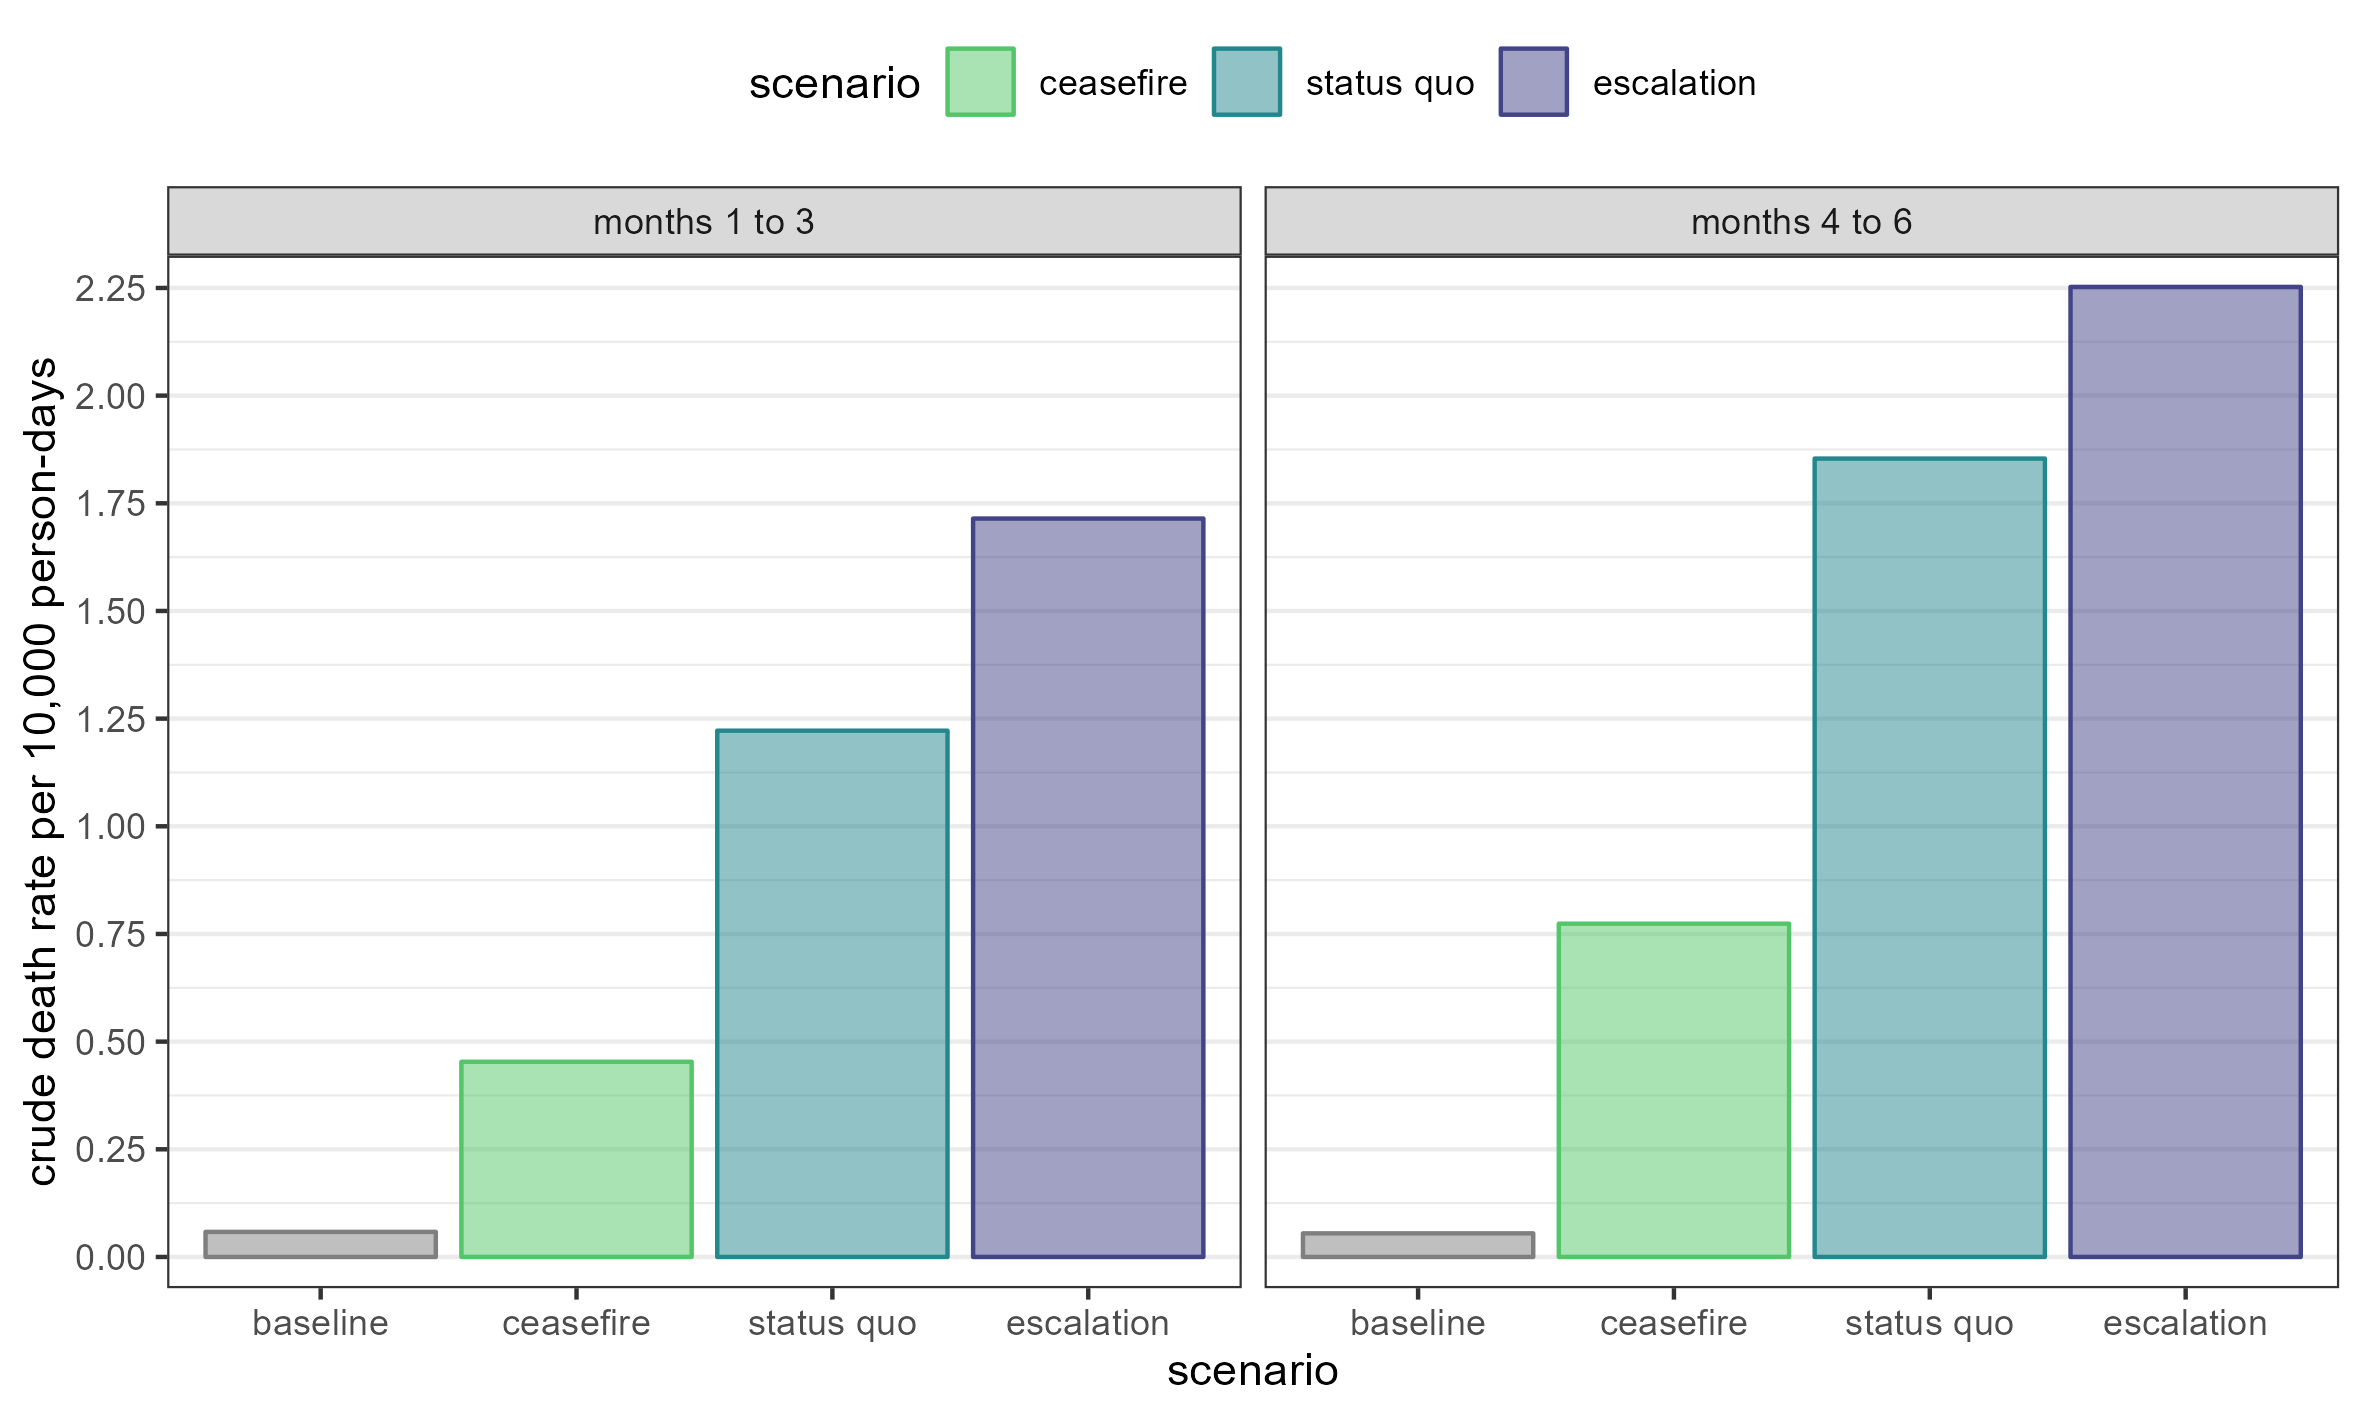 scenario ceasefire status quo escalation
months 1 to 3 months 4 to 6
crude death rate per 10,000 person-days
2.25
2.00
1.75
1.50
1.25
1.00
0.75
0.50
0.25
0.00
baseline ceasefire status quo escalation baseline ceasefire status quo escalation
scenario